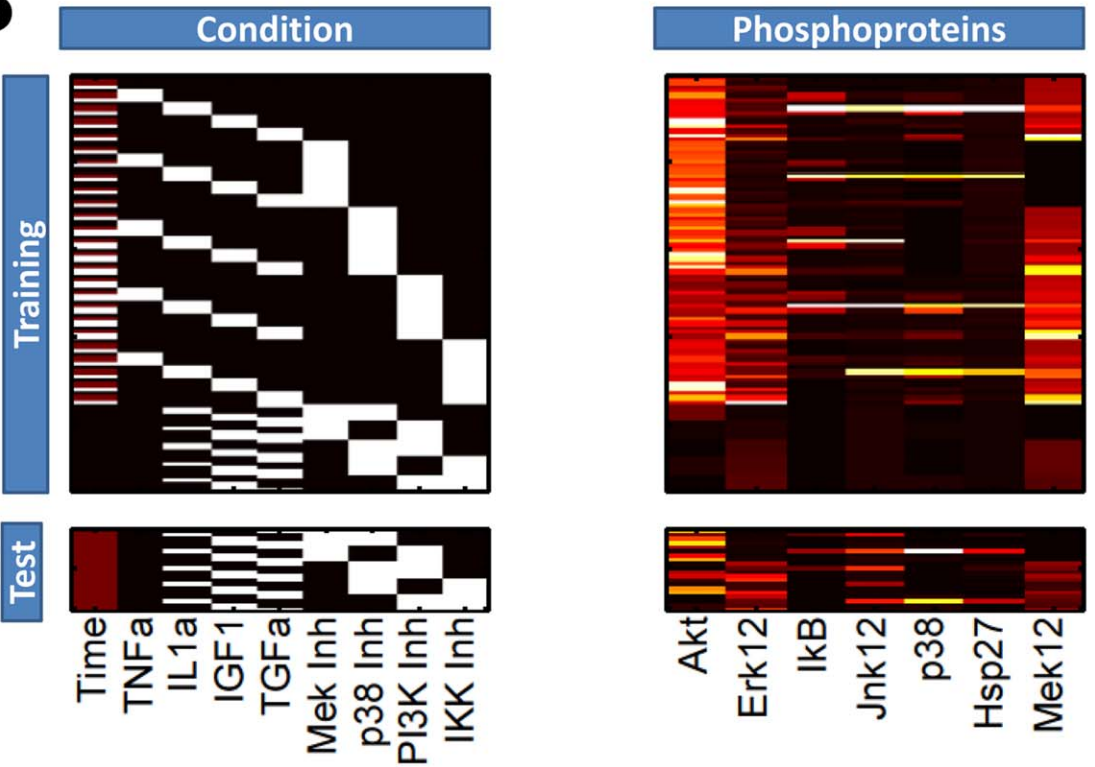 Condition
Phosphoproteins
Training
Test
Time
TNFa
IL1a
IGF1
TGFa
Mek Inh
p38 Inh
PI3K Inh
IKK Inh
Akt
Erk12
IkB
Jnk12
p38
Hsp27
Mek12